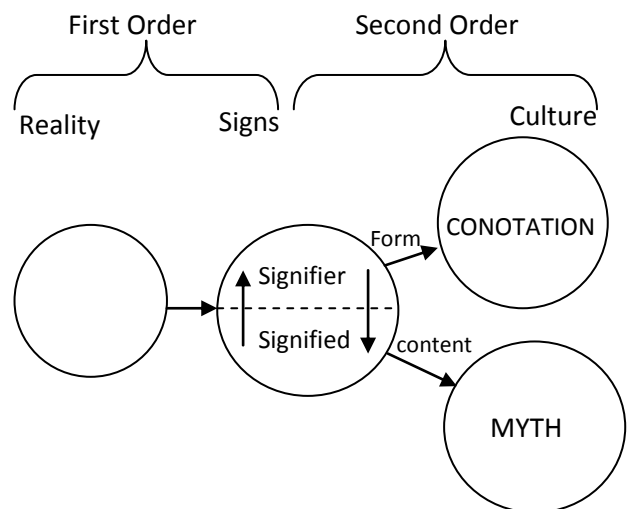 First Order
Second Order
Reality
Signs
Culture
Form
CONOTATION
Signifier
Signified
content
MYTH